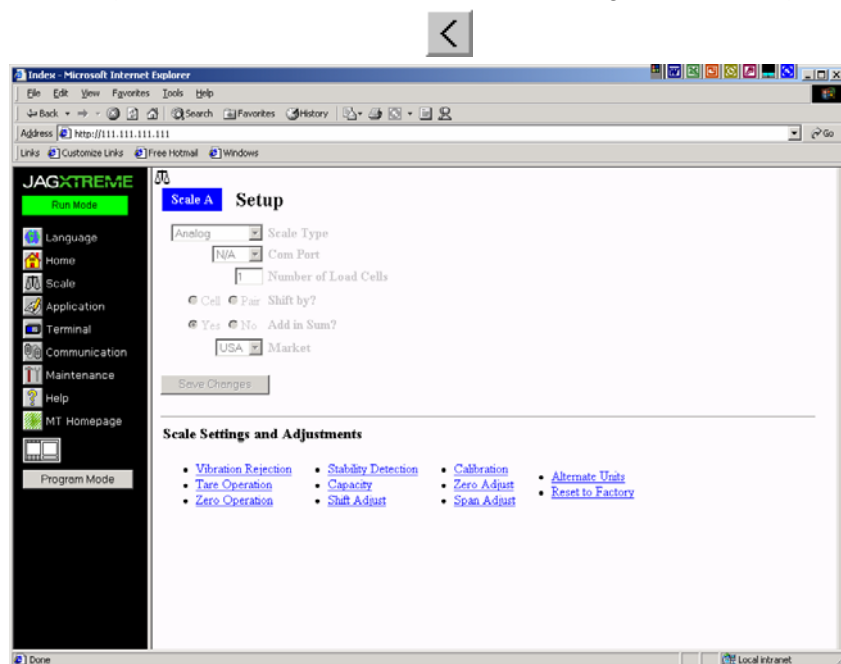 <
Index - Microsoft Internet Explorer
File Edit View Favorites Tools Help
Back Search Favorites History
Address http://111.111.111.111 Go
Links Customize Links Free Hotmail Windows
JAGXTREME
Run Mode
Language
Home
Scale
Application
Terminal
Communication
Maintenance
Help
MT Homepage
Program Mode
Scale A Setup
Analog Scale Type
N/A Com Port
1 Number of Load Cells
Cell Pair Shift by?
Yes No Add in Sum?
USA Market
Save Changes
Scale Settings and Adjustments
• Vibration Rejection • Stability Detection • Calibration • Alternate Units
• Tare Operation • Capacity • Zero Adjust • Reset to Factory
• Zero Operation • Shift Adjust • Span Adjust
Done Local intranet